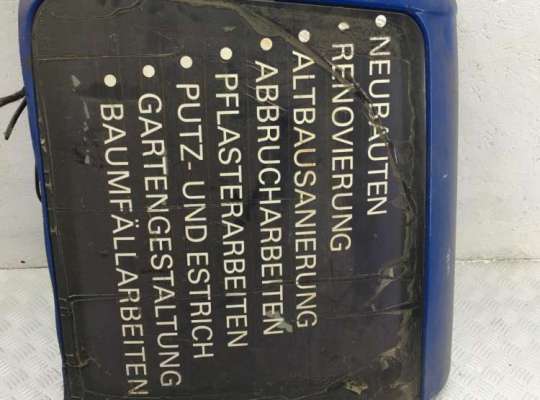 • NEUBAUTEN
• RENOVIERUNG
• ALTBAUSANIERUNG
• ABBRUCHARBEITEN
• PFLASTERARBEITEN
• PUTZ- UND ESTRICH
• GARTENGESTALTUNG
• BAUMFÄLLARBEITEN